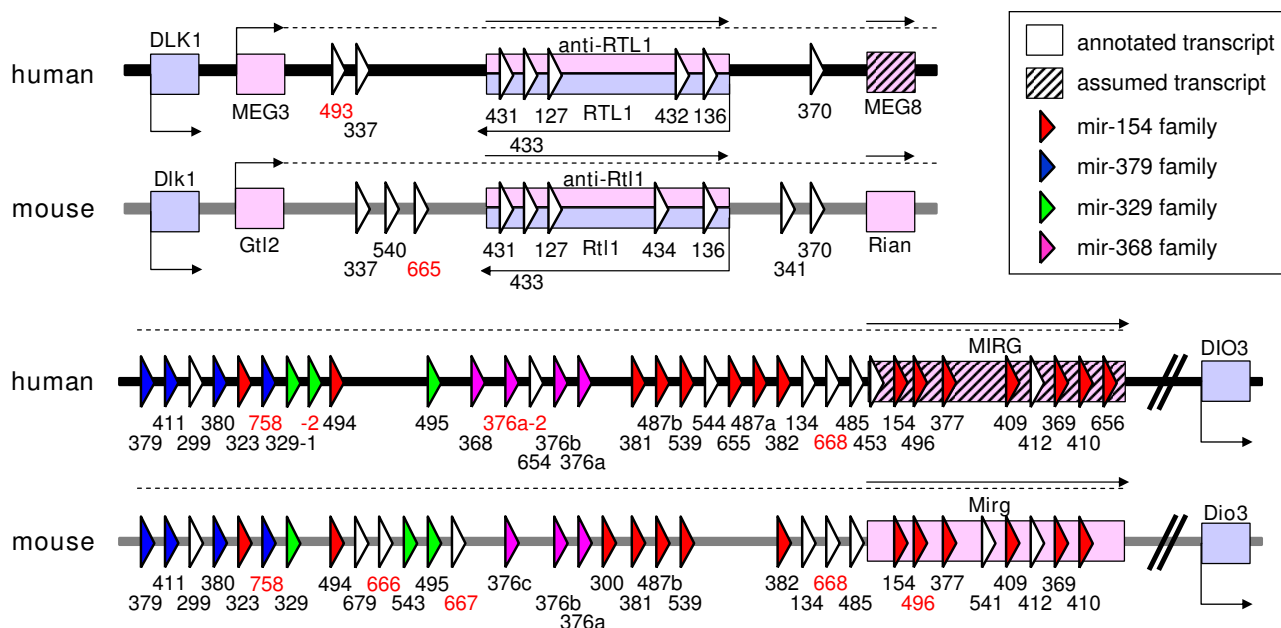 DLK1
anti-RTL1
human
MEG3
RTL1
MEG8
493
337
431
127
432
136
370
433
Dlk1
anti-Rtl1
mouse
Gtl2
Rtl1
Rian
337
540
665
431
127
434
136
341
370
433
annotated transcript
assumed transcript
mir-154 family
mir-379 family
mir-329 family
mir-368 family
MIRG
DIO3
human
411 380 758 -2 494 495 376a-2 487b 544 487a 134 485 154 377 409 369 656
379 299 323 329-1 368 376b 381 539 655 382 668 453 496 412 410
654 376a
Mirg
Dio3
mouse
411 380 758 494 666 495 376c 300 487b 382 668 154 377 409 369
379 299 323 329 679 543 667 376b 381 539 134 485 496 541 412 410
376a